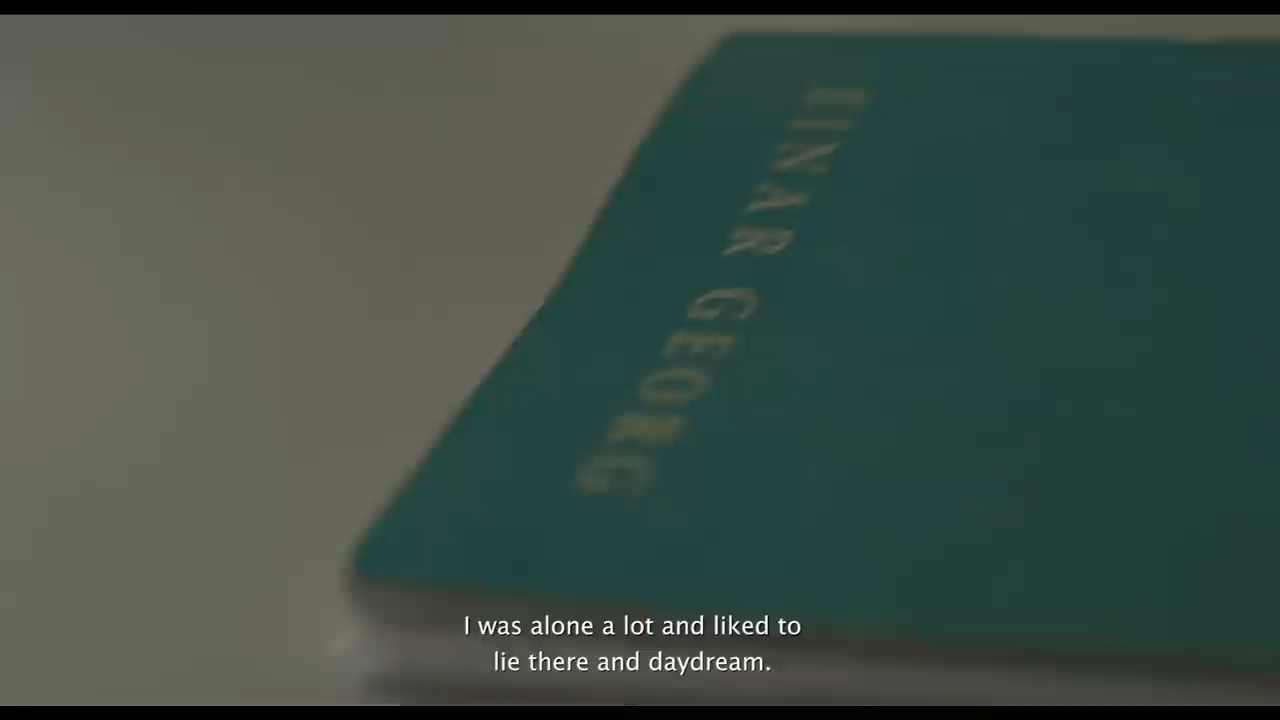 EINAR GEORG
I was alone a lot and liked to
lie there and daydream.